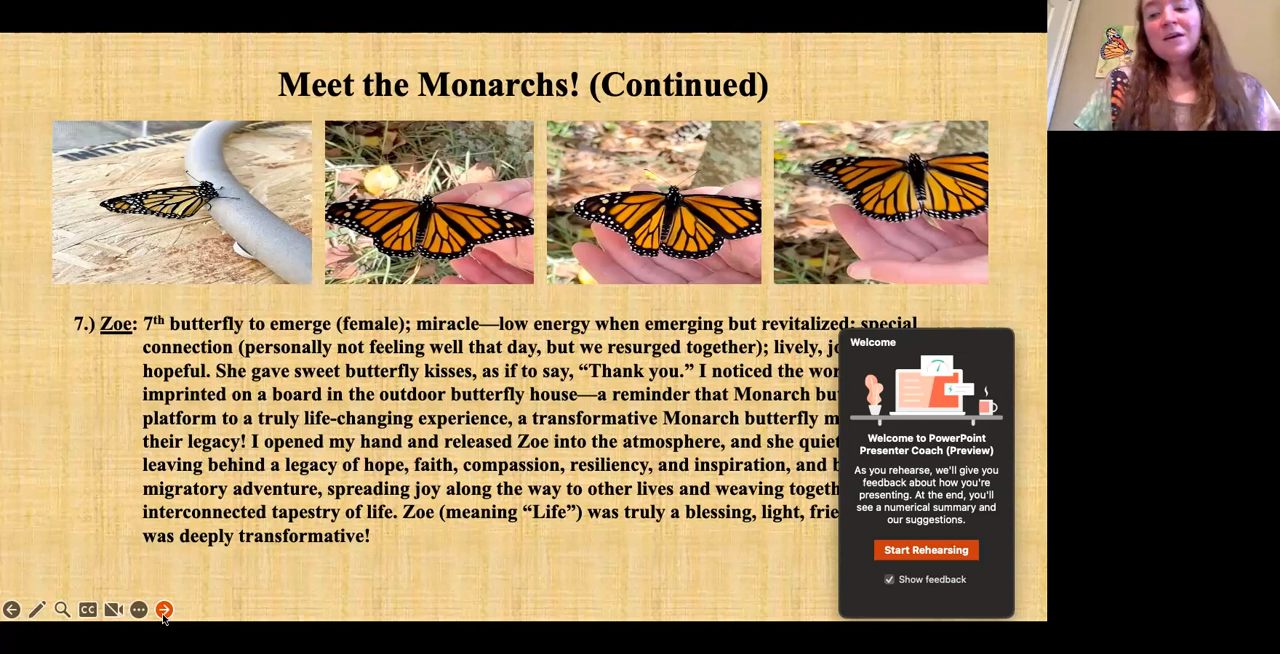 Meet the Monarchs! (Continued)
7.) Zoe: 7th butterfly to emerge (female); miracle—low energy when emerging but revitalized; special
connection (personally not feeling well that day, but we resurged together); lively,
hopeful. She gave sweet butterfly kisses, as if to say, “Thank you.” I noticed the
imprinted on a board in the outdoor butterfly house—a reminder that Monarch
platform to a truly life-changing experience, a transformative Monarch butterfly
their legacy! I opened my hand and released Zoe into the atmosphere, and she
leaving behind a legacy of hope, faith, compassion, resiliency, and inspiration, and
migratory adventure, spreading joy along the way to other lives and weaving
interconnected tapestry of life. Zoe (meaning “Life”) was truly a blessing, light,
was deeply transformative!
Welcome
Welcome to PowerPoint
Presenter Coach (Preview)
As you rehearse, we'll give you
feedback about how you're
presenting. At the end, you'll
see a numerical summary and
our suggestions.
Start Rehearsing
Show feedback
CC